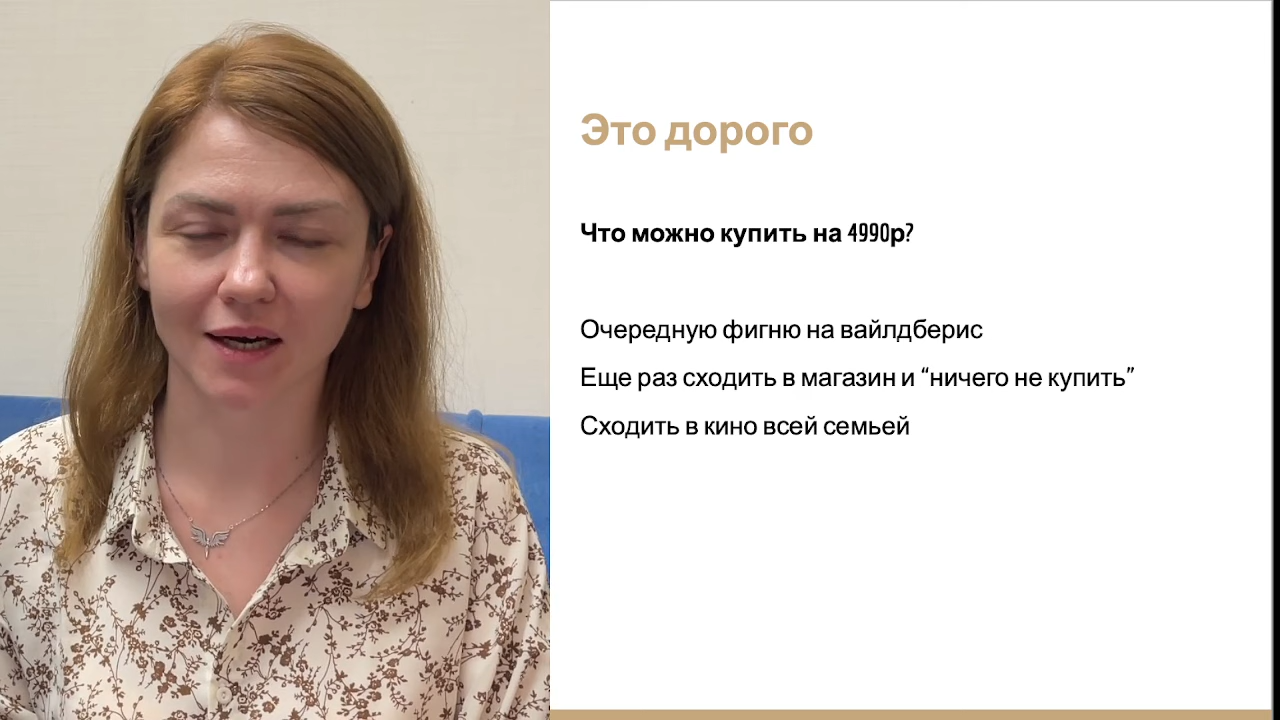 Это дорого
Что можно купить на 4990р?
Очередную фигню на вайлдберис
Еще раз сходить в магазин и “ничего не купить”
Сходить в кино всей семьей